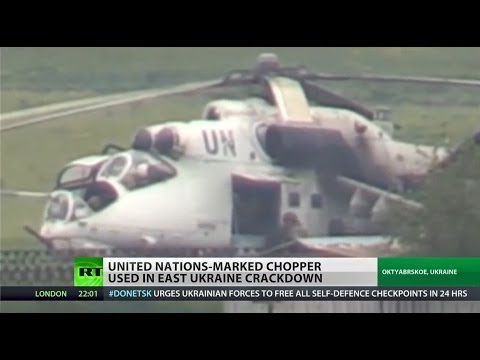 UN
RT
UNITED NATIONS-MARKED CHOPPER
USED IN EAST UKRAINE CRACKDOWN
OKTYABRSKOE, UKRAINE
LONDON 22:01 #DONETSK URGES UKRAINIAN FORCES TO FREE ALL SELF-DEFENCE CHECKPOINTS IN 24 HRS